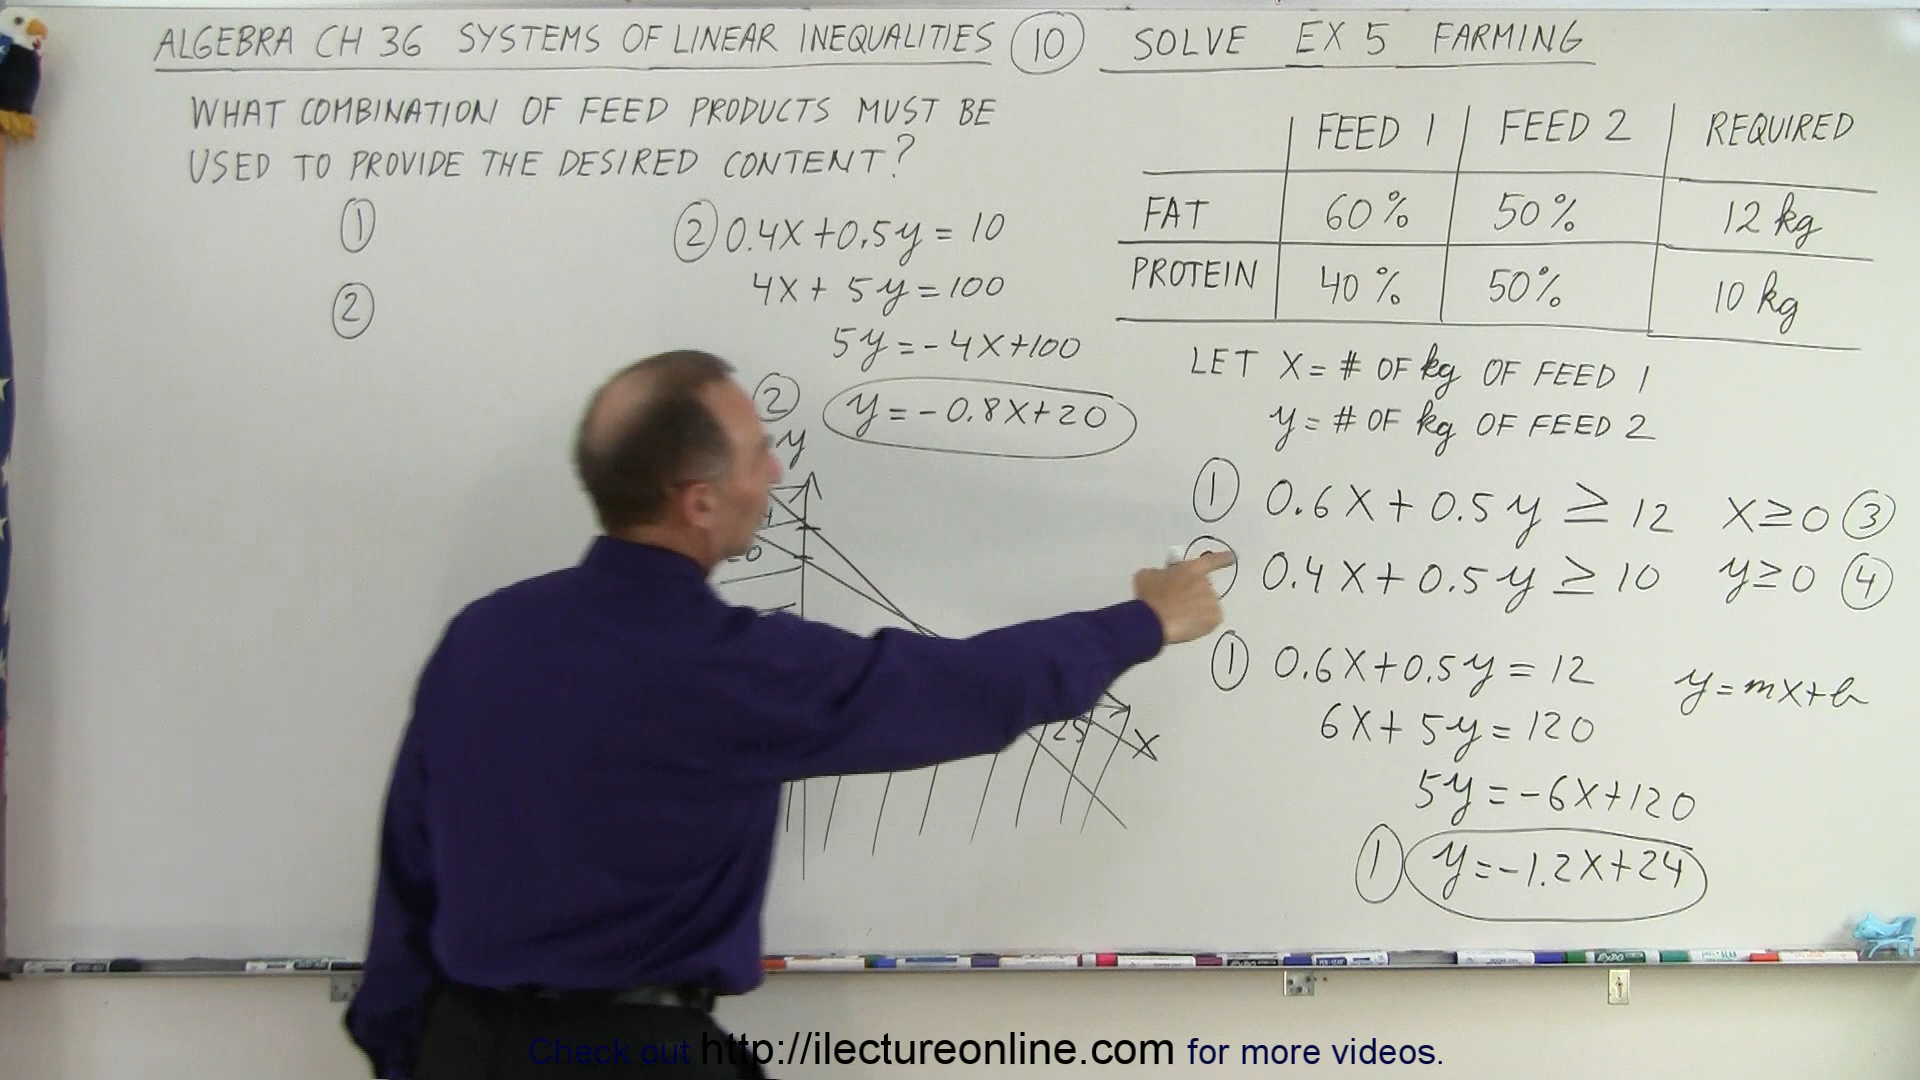 ALGEBRA CH 36 SYSTEMS OF LINEAR INEQUALITIES 10 SOLVE EX 5 FARMING
WHAT COMBINATION OF FEED PRODUCTS MUST BE
USED TO PROVIDE THE DESIRED CONTENT?
1
2
2 0.4X+0.5y = 10
4X+ 5y=100
5y=-4X+100
2 y=-0.8X+20
y
25
X
FEED 1 FEED 2 REQUIRED
FAT 60% 50% 12 kg
PROTEIN 40% 50% 10 kg
LET X = # OF kg OF FEED 1
y = # OF kg OF FEED 2
1 0.6X + 0.5y ≥ 12 X≥0 3
0.4X + 0.5y ≥ 10 y≥0 4
1 0.6X+0.5y = 12 y=mX+b
6X+ 5y=120
5y=-6X+120
1 y=-1.2X+24
Check out http://ilectureonline.com for more videos.